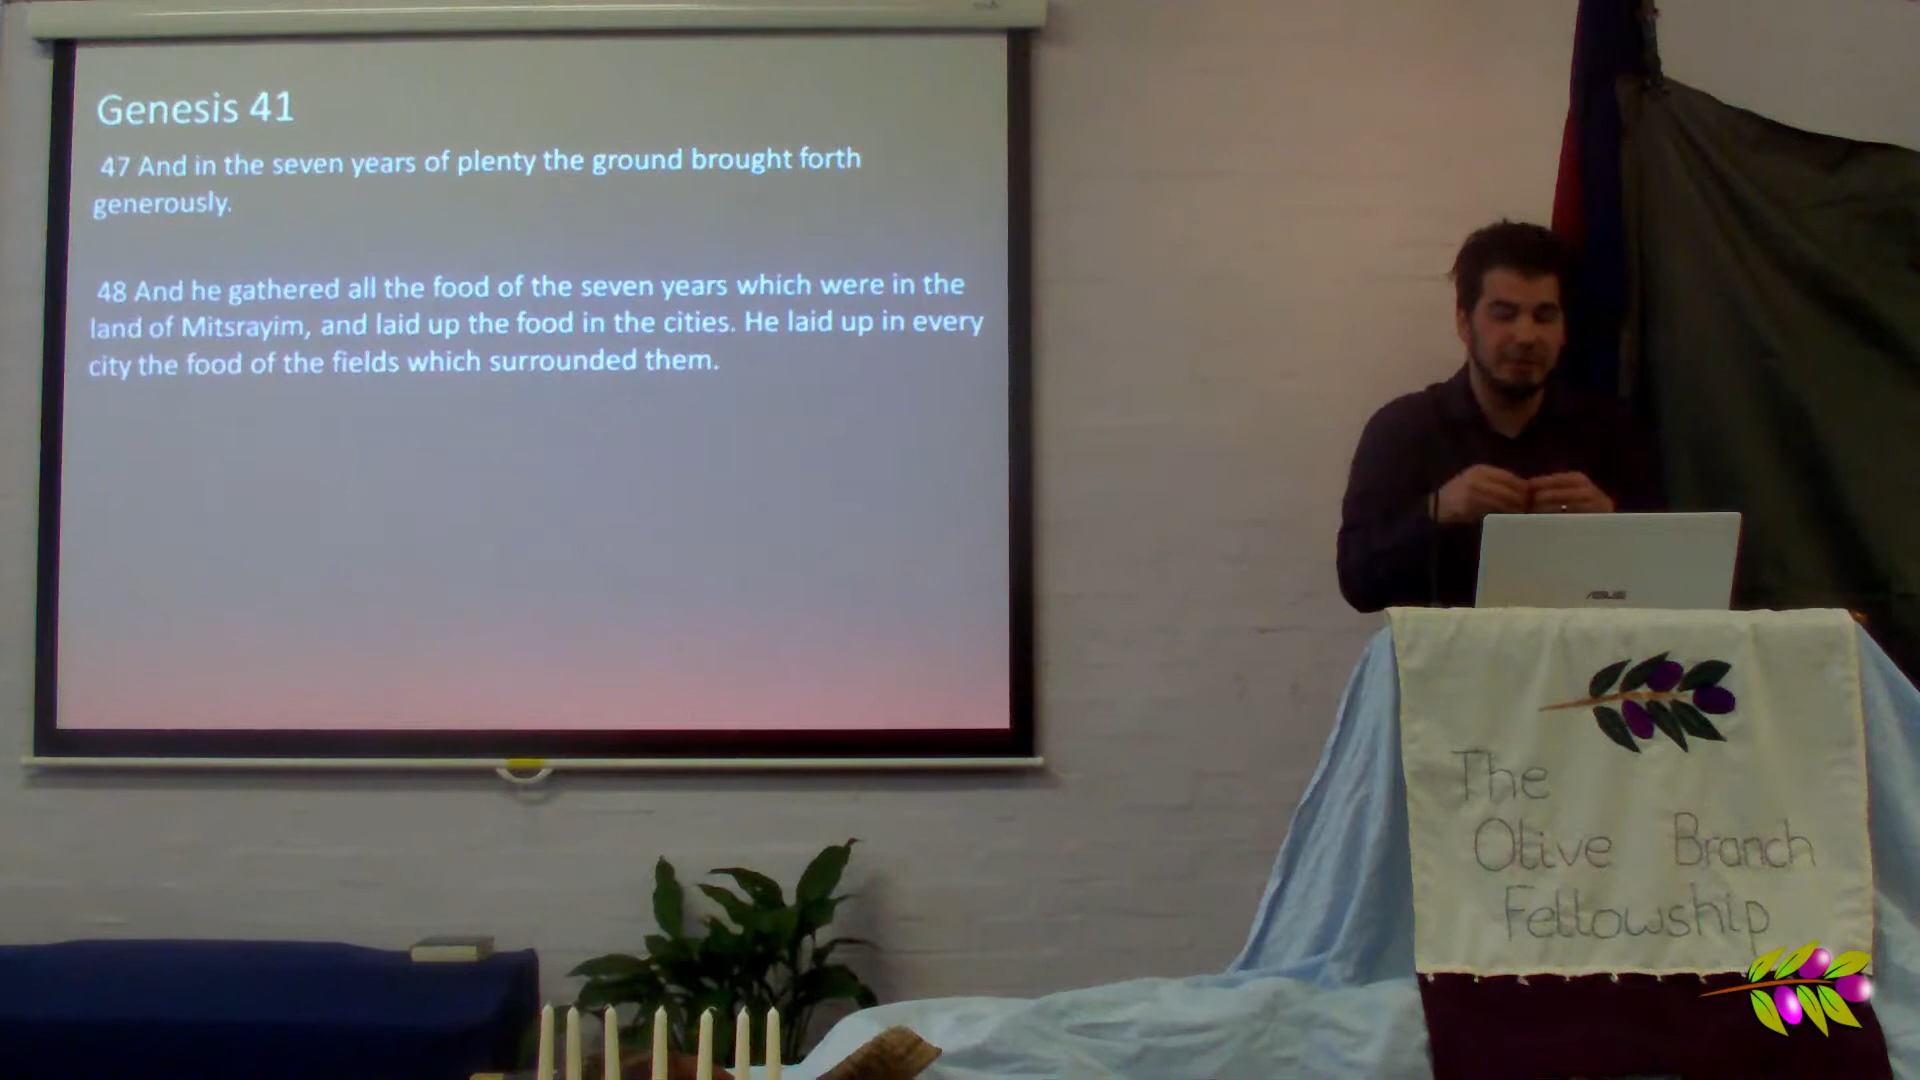 Genesis 41
47 And in the seven years of plenty the ground brought forth
generously.
48 And he gathered all the food of the seven years which were in the
land of Mitsrayim, and laid up the food in the cities. He laid up in every
city the food of the fields which surrounded them.
ASUS
The
Olive Branch
Fellowship